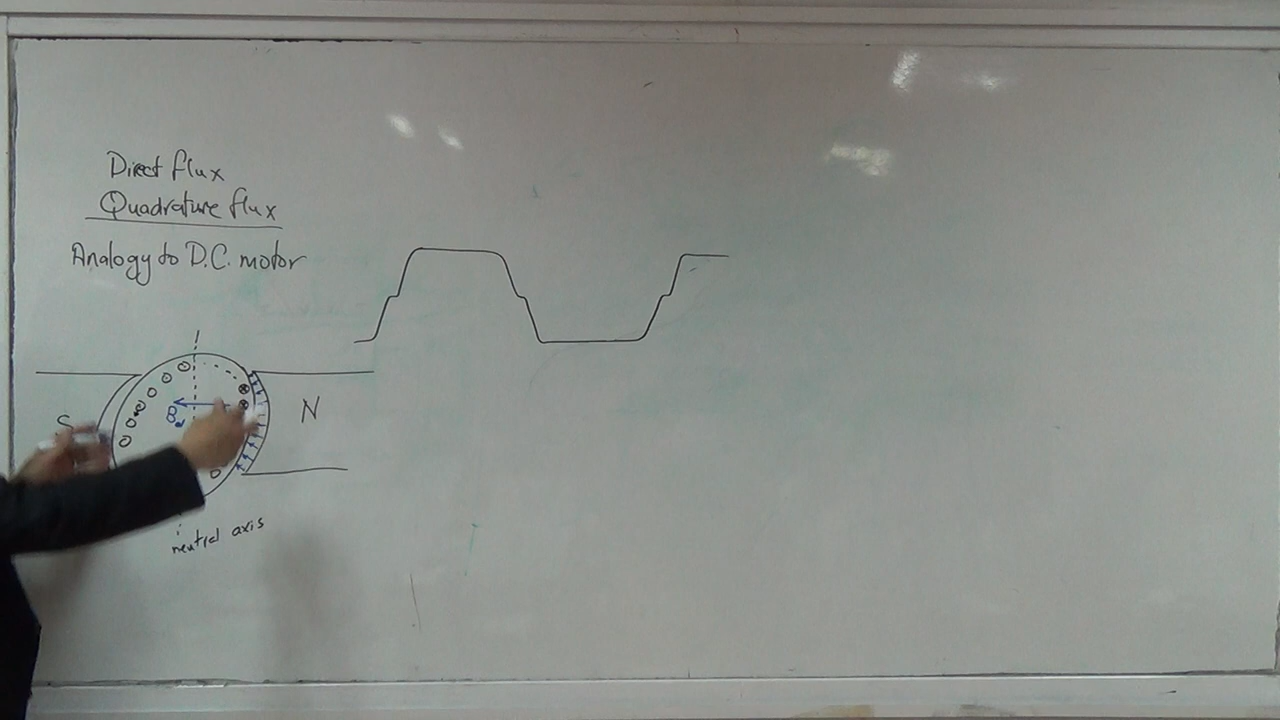 Direct flux
Quadrature flux
Analogy to D.C. motor
S
B
N
neutral axis